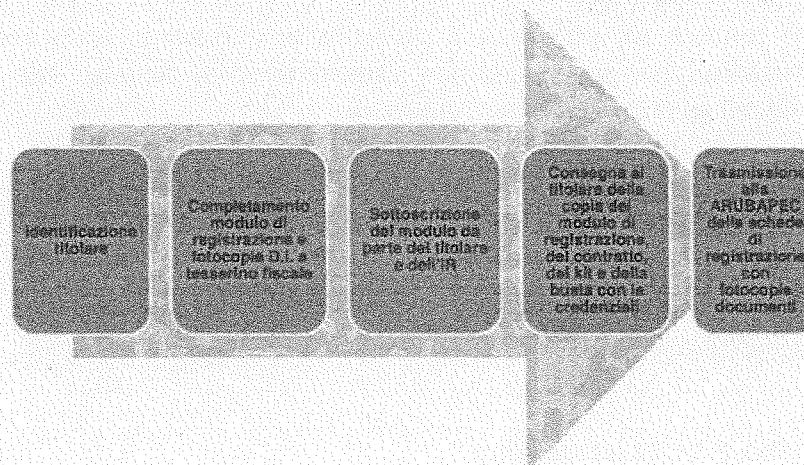 Identificazione
titolare
Completamento
modulo di
registrazione e
fotocopia D.I. e
tesserino fiscale
Sottoscrizione
del modulo da
parte del titolare
e dell'IR
Consegna al
titolare della
copia del
modulo di
registrazione,
del contratto,
del kit e della
busta con le
credenziali
Trasmissione
alla
ARUBAPEC
delle schede
di
registrazione
con
fotocopie
documenti